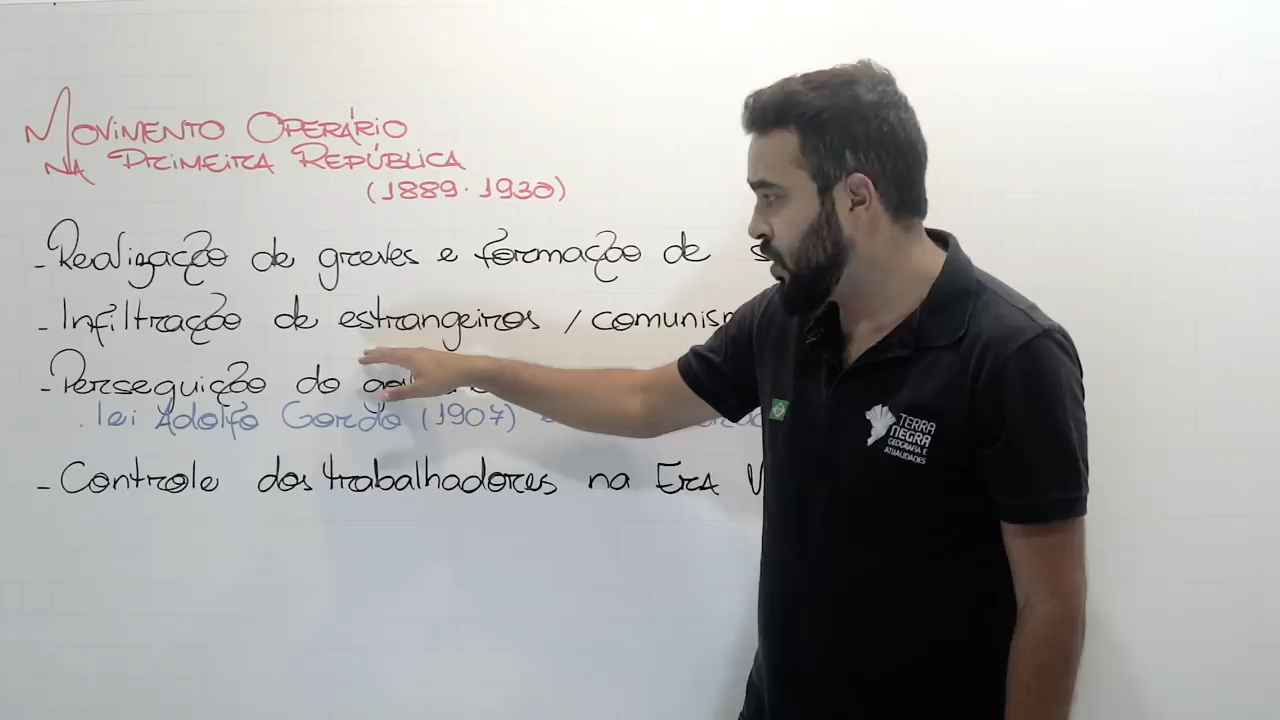 Movimento Operário
na Primeira República
(1889 · 1930)
- Realização de greves e formação de
- Infiltração de estrangeiros / comunis
- Perseguição do
. lei Adolfo Gordo (1907)
- Controle dos trabalhadores na Era V
TERRA
NEGRA
GEOGRAFIA E
ATUALIDADES